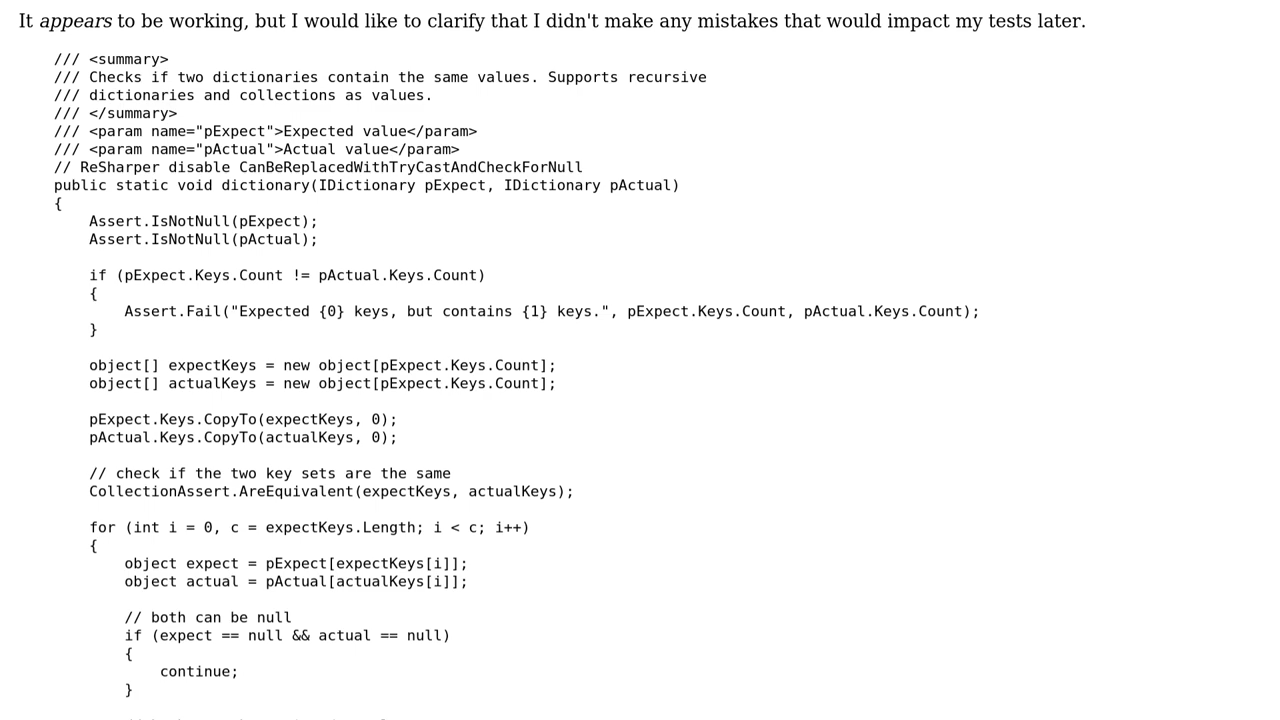 It appears to be working, but I would like to clarify that I didn't make any mistakes that would impact my tests later.
/// <summary>
/// Checks if two dictionaries contain the same values. Supports recursive
/// dictionaries and collections as values.
/// </summary>
/// <param name="pExpect">Expected value</param>
/// <param name="pActual">Actual value</param>
// ReSharper disable CanBeReplacedWithTryCastAndCheckForNull
public static void dictionary(IDictionary pExpect, IDictionary pActual)
{
    Assert.IsNotNull(pExpect);
    Assert.IsNotNull(pActual);

    if (pExpect.Keys.Count != pActual.Keys.Count)
    {
        Assert.Fail("Expected {0} keys, but contains {1} keys.", pExpect.Keys.Count, pActual.Keys.Count);
    }

    object[] expectKeys = new object[pExpect.Keys.Count];
    object[] actualKeys = new object[pExpect.Keys.Count];

    pExpect.Keys.CopyTo(expectKeys, 0);
    pActual.Keys.CopyTo(actualKeys, 0);

    // check if the two key sets are the same
    CollectionAssert.AreEquivalent(expectKeys, actualKeys);

    for (int i = 0, c = expectKeys.Length; i < c; i++)
    {
        object expect = pExpect[expectKeys[i]];
        object actual = pActual[actualKeys[i]];

        // both can be null
        if (expect == null && actual == null)
        {
            continue;
        }